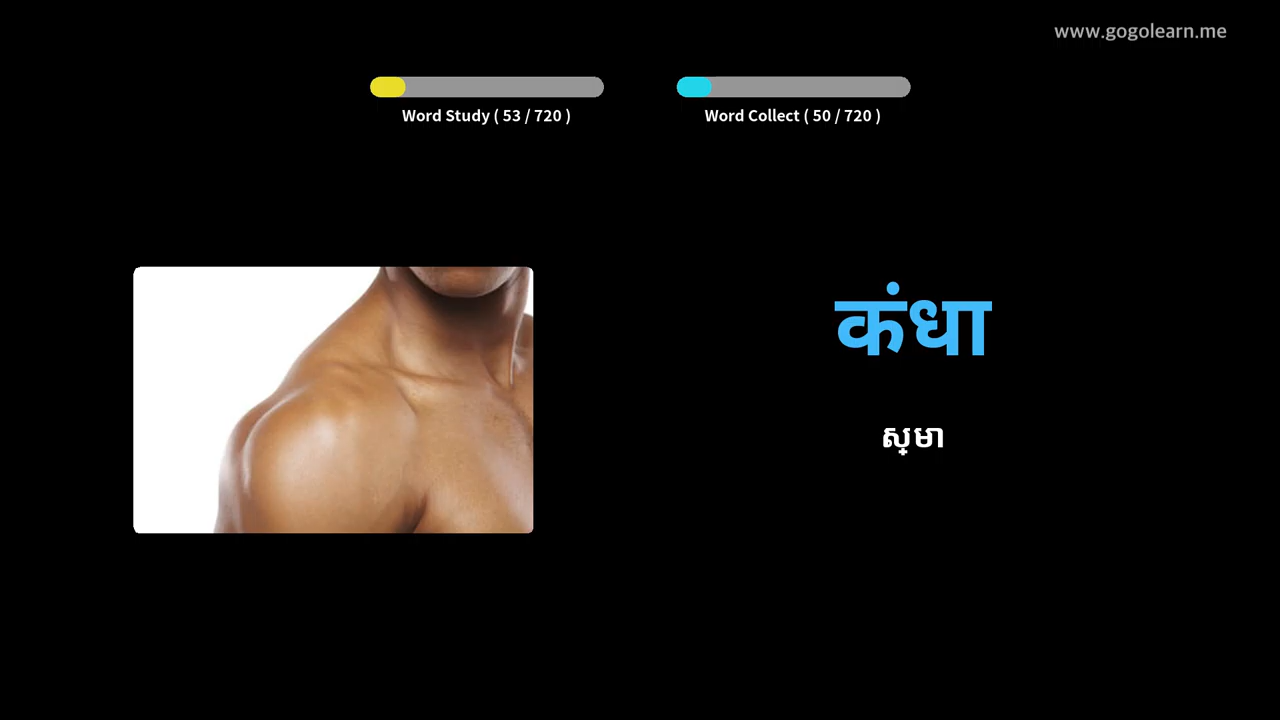 www.gogolearn.me
Word Study ( 53 / 720 )
Word Collect ( 50 / 720 )
कंधा
ស្មា